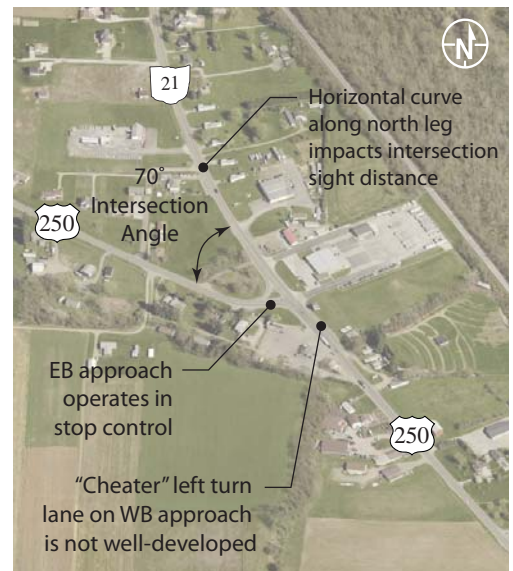 N
21
Horizontal curve
along north leg
impacts intersection
sight distance
70°
Intersection
Angle
250
EB approach
operates in
stop control
250
"Cheater" left turn
lane on WB approach
is not well-developed